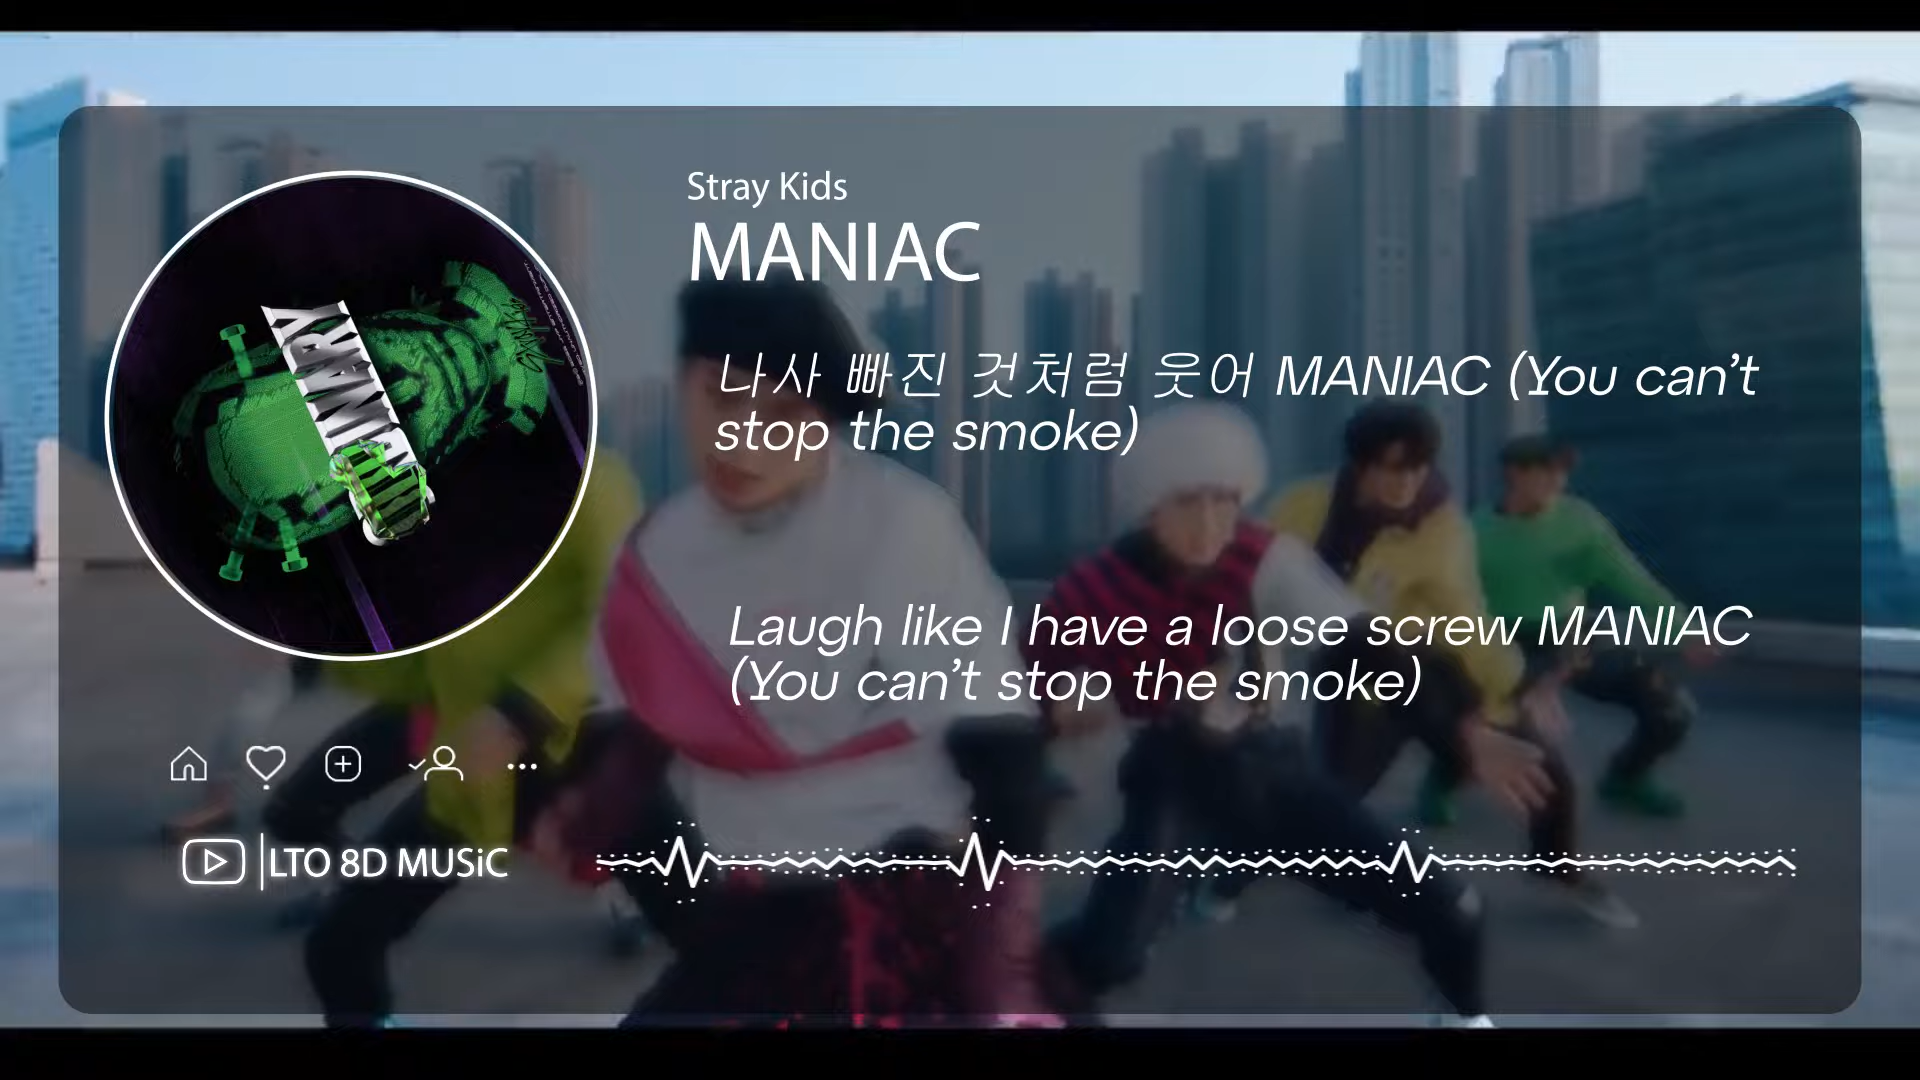 Stray Kids
MANIAC
나사 빠진 것처럼 웃어 MANIAC (You can't
stop the smoke)
Laugh like I have a loose screw MANIAC
(You can't stop the smoke)
LTO 8D MUSiC